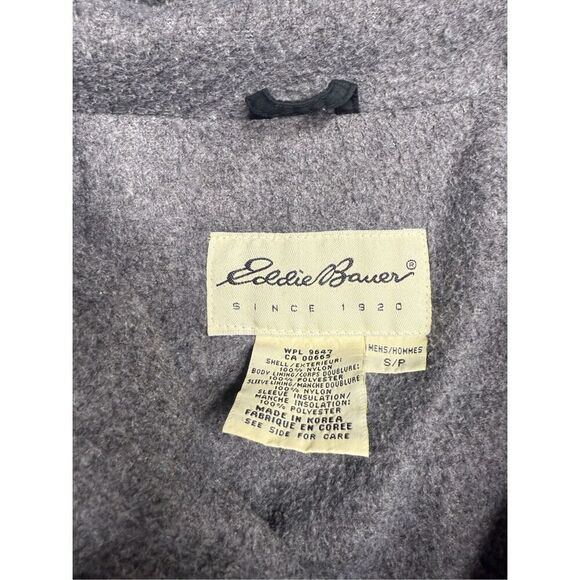 Eddie Bauer®
SINCE 1920
MENS/HOMMES
S/P
WPL 9647
CA 00665
SHELL/EXTERIEUR:
100% NYLON
BODY LINING/CORPS DOUBLURE:
100% POLYESTER
SLEEVE LINING/MANCHE DOUBLURE
100% NYLON
SLEEVE INSULATION/
MANCHE INSOLATION:
100% POLYESTER
MADE IN KOREA
FABRIQUE EN COREE
SEE SIDE FOR CARE